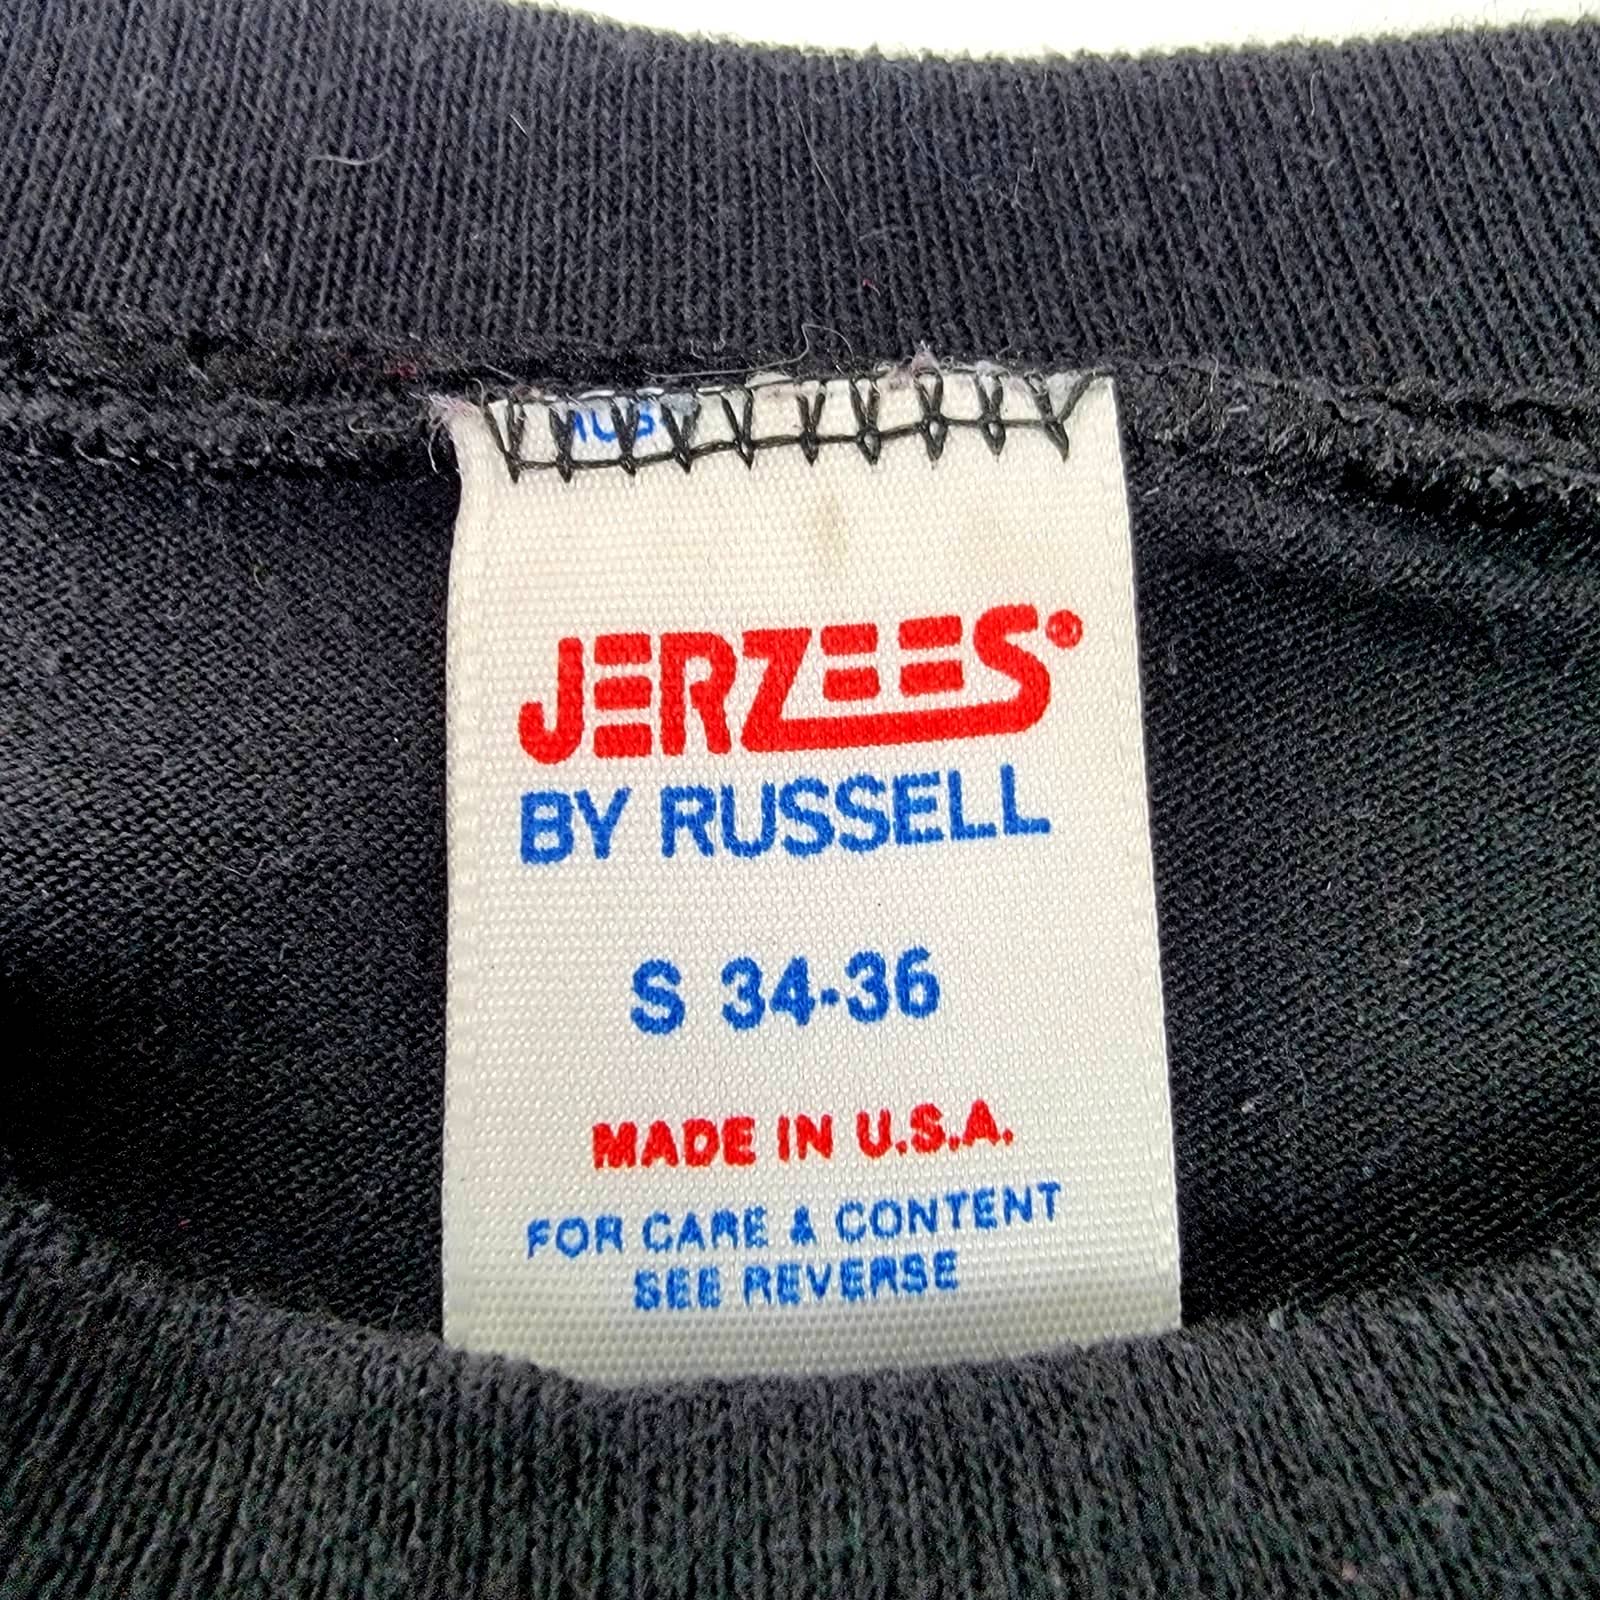 JERZEES®
BY RUSSELL
S 34-36
MADE IN U.S.A.
FOR CARE & CONTENT
SEE REVERSE